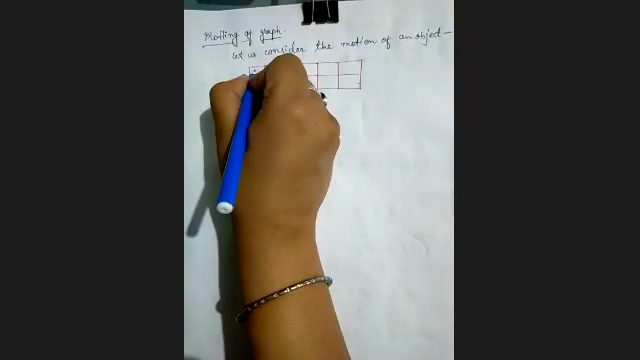 Plotting of graph.
let us consider the motion of an object -